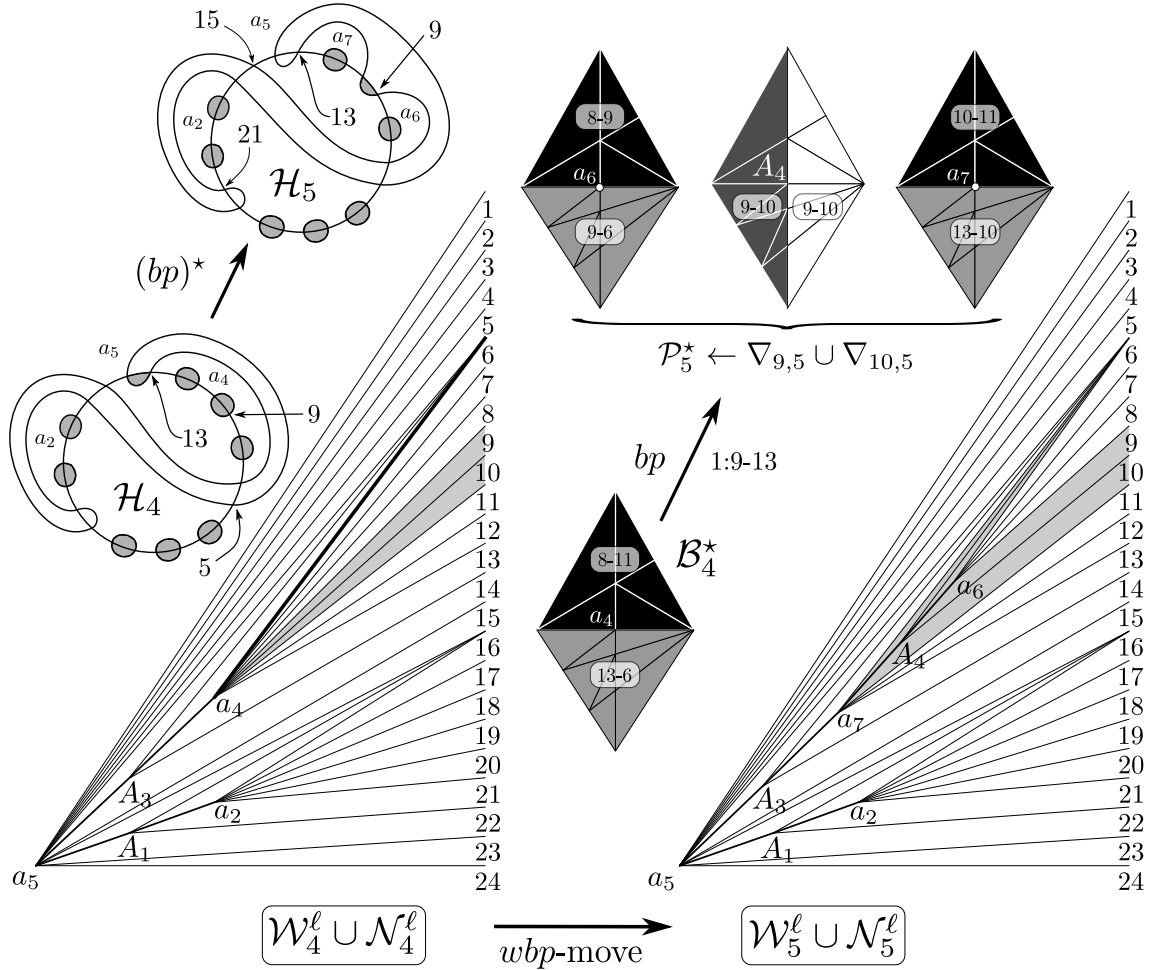 15
a₅
a₇
9
a₂
21
13
a₆
ℋ₅
(bp)⋆
a₅
a₄
9
a₂
13
ℋ₄
5
1
2
3
4
5
6
7
8
9
10
11
12
13
14
15
16
17
18
19
20
21
22
23
24
a₄
A₃
a₂
A₁
a₅
8-9
a₆
9-6
A₄
9-10
9-10
10-11
a₇
13-10
𝒫₅⋆ ← ∇₉,₅ ∪ ∇₁₀,₅
bp
1:9-13
ℬ₄⋆
8-11
a₄
13-6
1
2
3
4
5
6
7
8
9
10
11
12
13
14
15
16
17
18
19
20
21
22
23
24
a₆
A₄
a₇
A₃
a₂
A₁
a₅
𝒲₄^ℓ ∪ 𝒩₄^ℓ
wbp-move
𝒲₅^ℓ ∪ 𝒩₅^ℓ